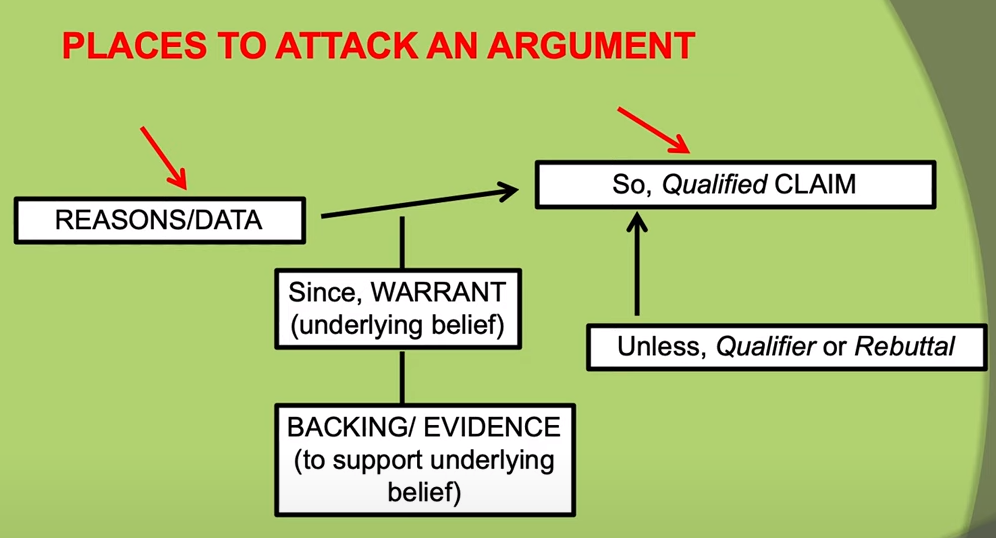 PLACES TO ATTACK AN ARGUMENT
So, Qualified CLAIM
REASONS/DATA
Since, WARRANT
(underlying belief)
Unless, Qualifier or Rebuttal
BACKING/ EVIDENCE
(to support underlying
belief)